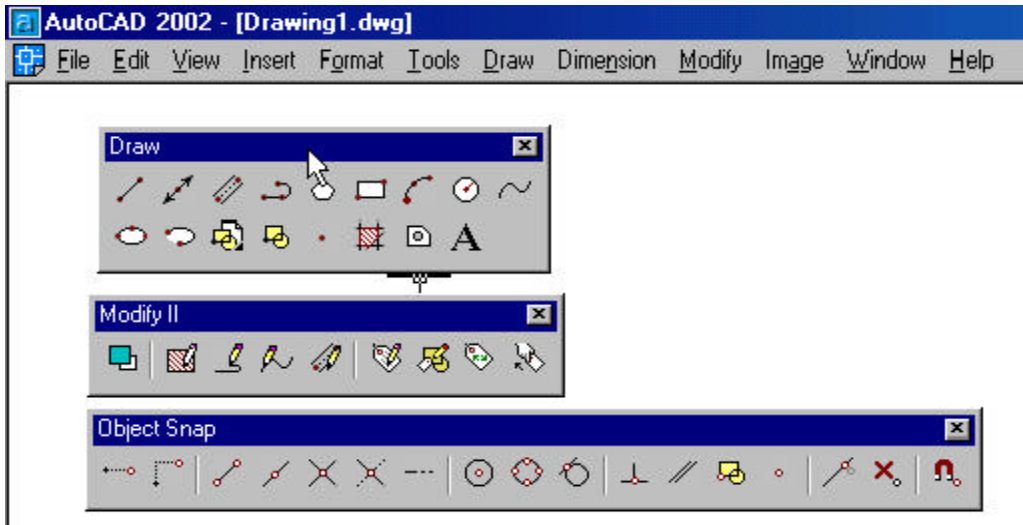 AutoCAD 2002 - [Drawing1.dwg]
File Edit View Insert Format Tools Draw Dimension Modify Image Window Help
Draw
A
Modify II
Object Snap